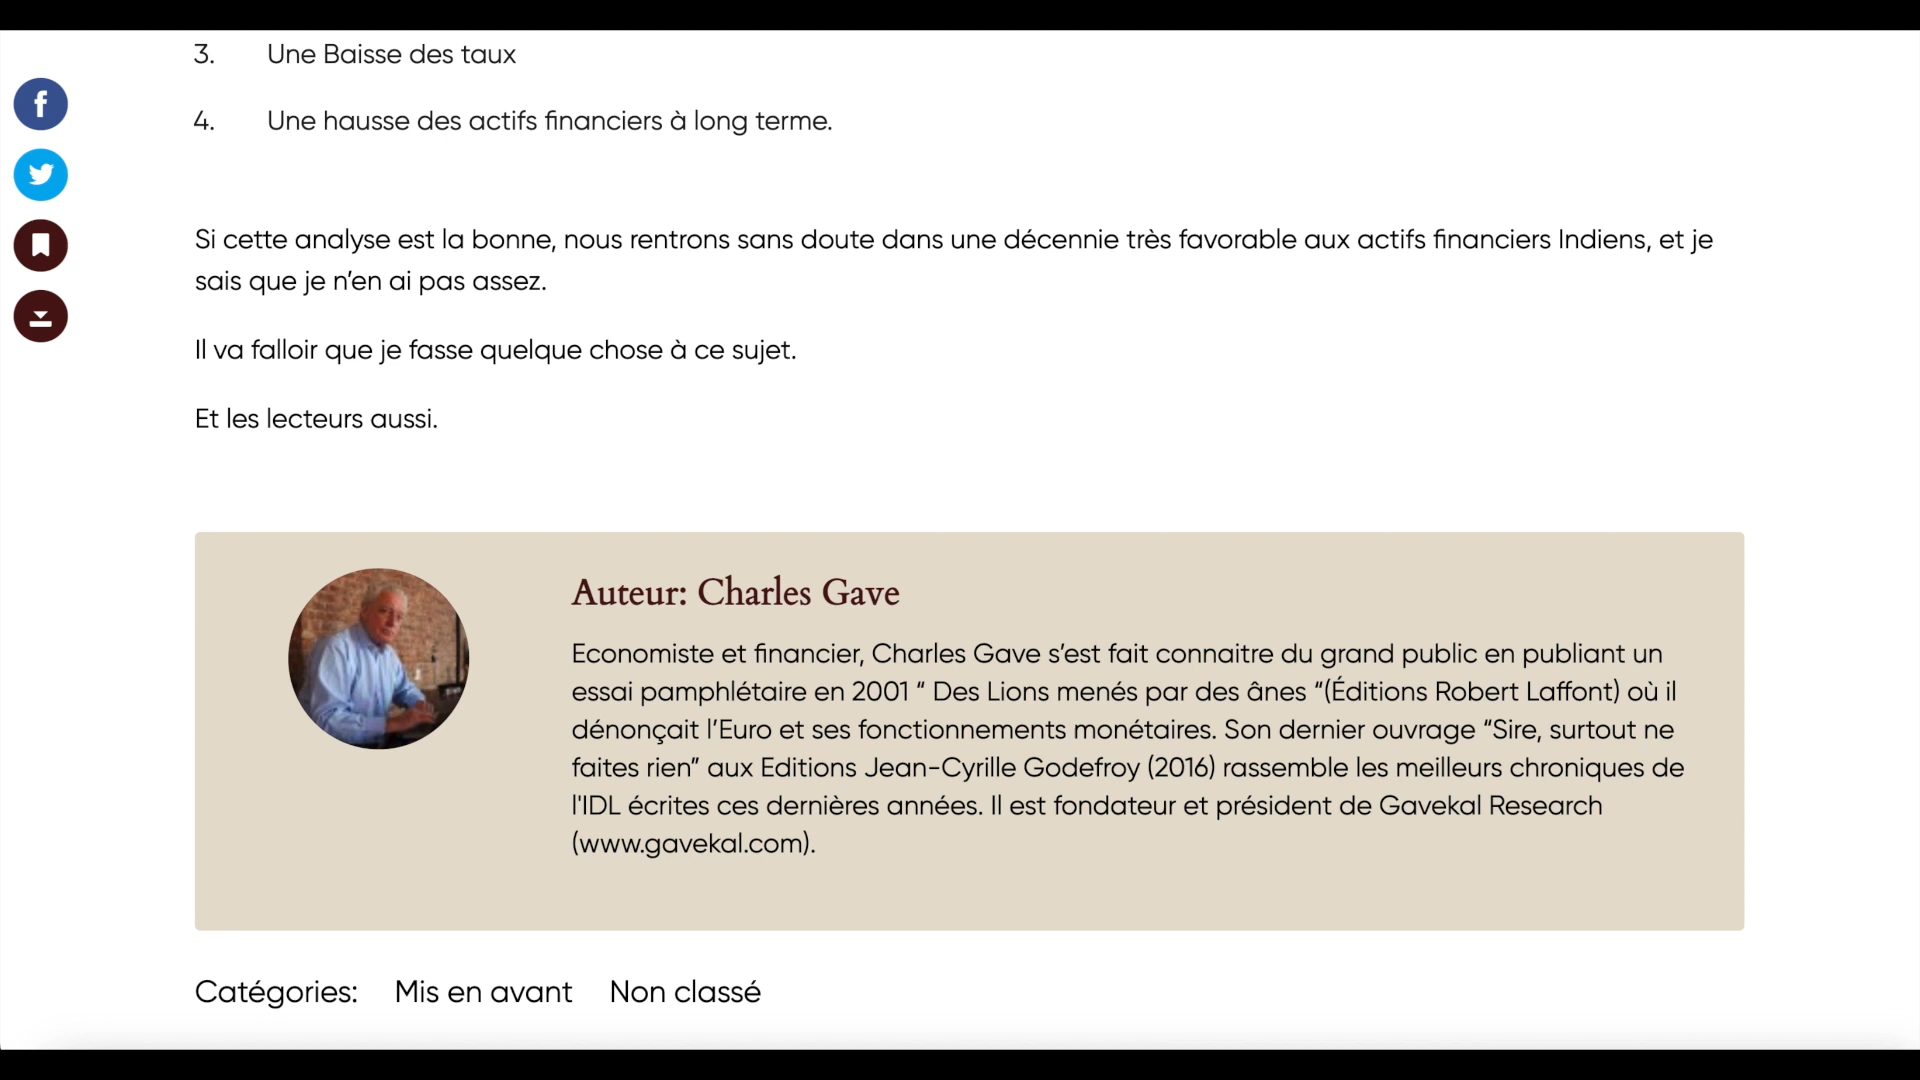 3. Une Baisse des taux
4. Une hausse des actifs financiers à long terme.
Si cette analyse est la bonne, nous rentrons sans doute dans une décennie très favorable aux actifs financiers Indiens, et je
sais que je n’en ai pas assez.
Il va falloir que je fasse quelque chose à ce sujet.
Et les lecteurs aussi.
Auteur: Charles Gave
Economiste et financier, Charles Gave s’est fait connaitre du grand public en publiant un
essai pamphlétaire en 2001 “ Des Lions menés par des ânes “(Éditions Robert Laffont) où il
dénonçait l’Euro et ses fonctionnements monétaires. Son dernier ouvrage “Sire, surtout ne
faites rien” aux Editions Jean-Cyrille Godefroy (2016) rassemble les meilleurs chroniques de
l'IDL écrites ces dernières années. Il est fondateur et président de Gavekal Research
(www.gavekal.com).
Catégories: Mis en avant Non classé